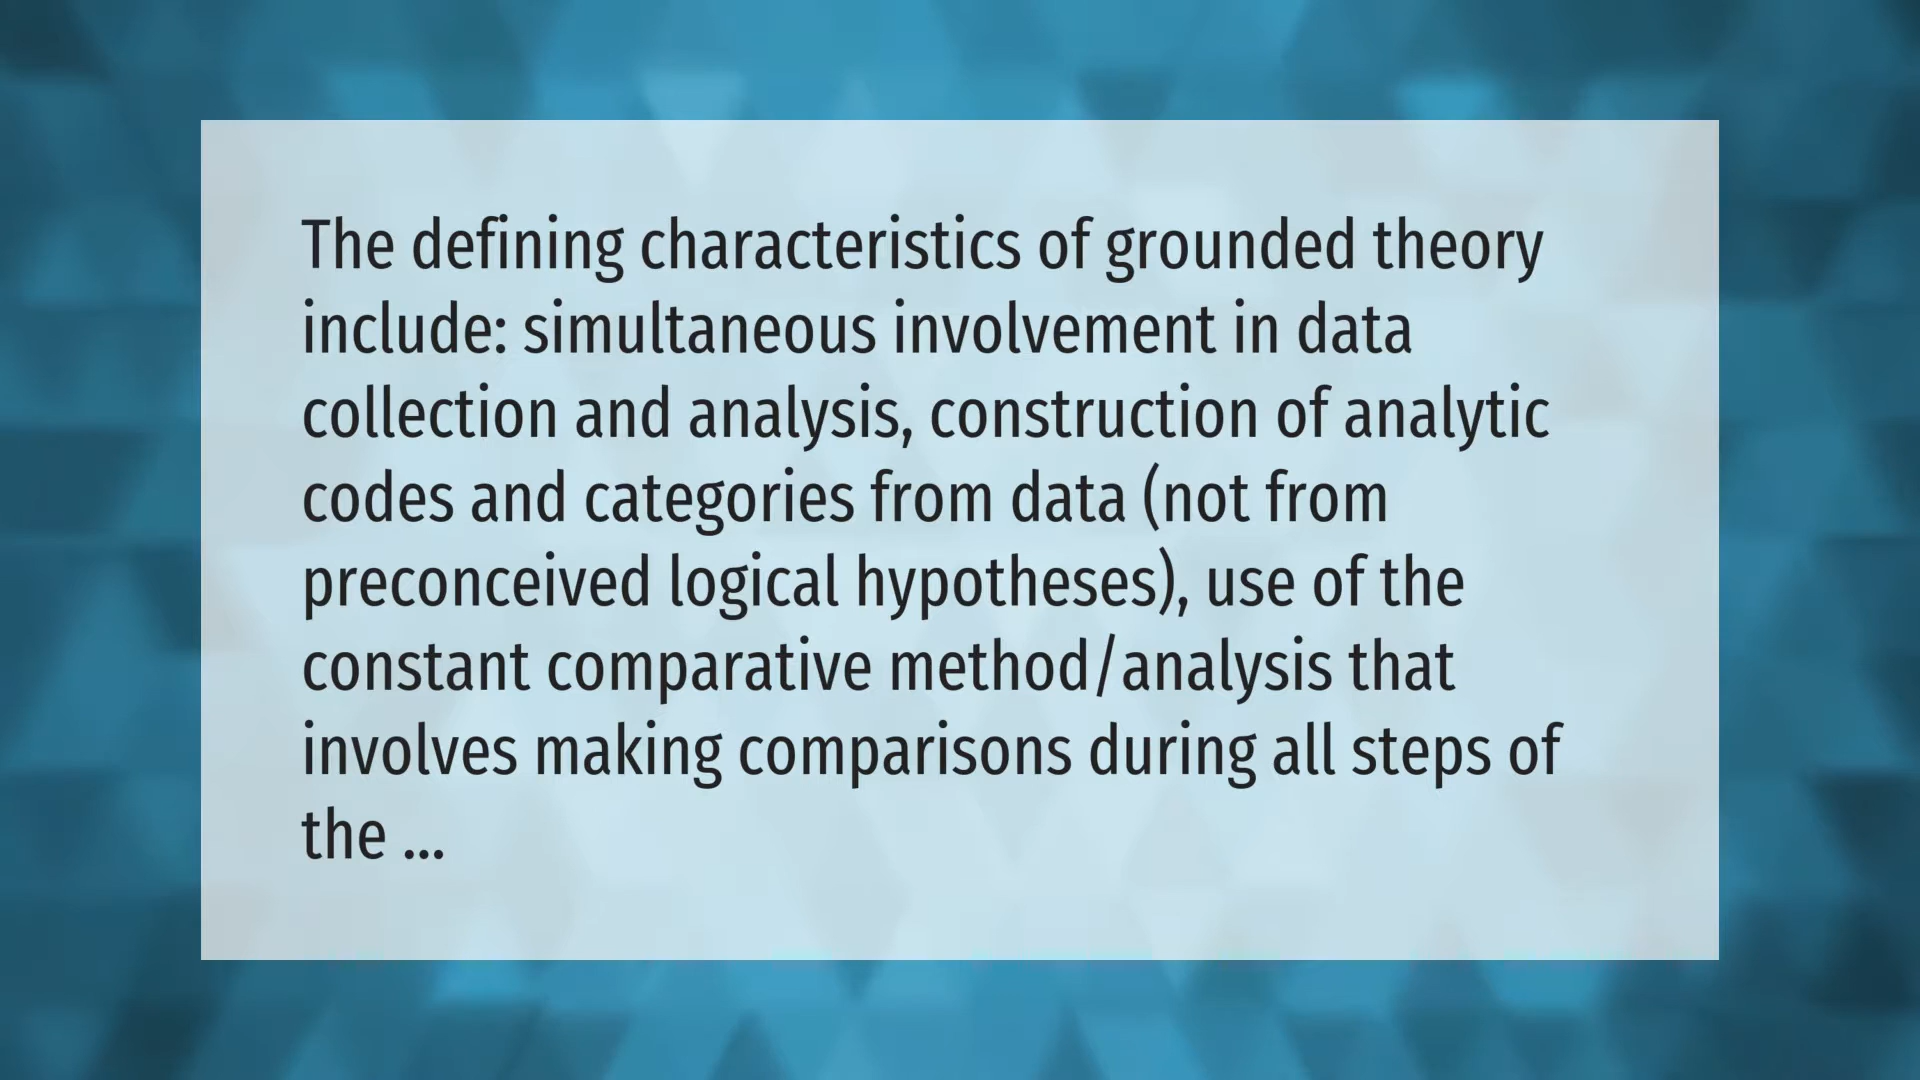 The defining characteristics of grounded theory
include: simultaneous involvement in data
collection and analysis, construction of analytic
codes and categories from data (not from
preconceived logical hypotheses), use of the
constant comparative method/analysis that
involves making comparisons during all steps of
the ...